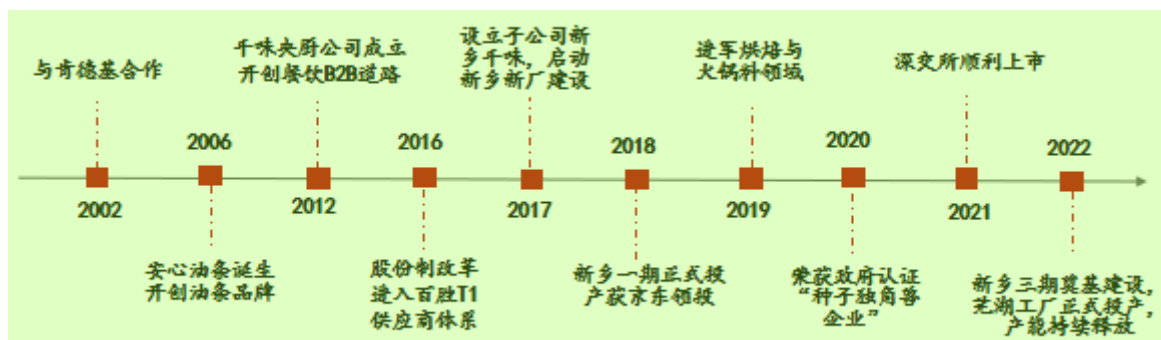 与肯德基合作
2002
2006
安心油条诞生
开创油条品牌
千味央厨公司成立
开创餐饮B2B道路
2012
2016
股份制改革
进入百胜T1
供应商体系
设立子公司新
乡千味，启动
新乡新厂建设
2017
2018
新乡一期正式投
产获京东领投
进军烘焙与
火锅料领域
2019
2020
荣获政府认证
“种子独角兽
企业”
深交所顺利上市
2021
2022
新乡三期奠基建设，
芜湖工厂正式投产，
产能持续释放